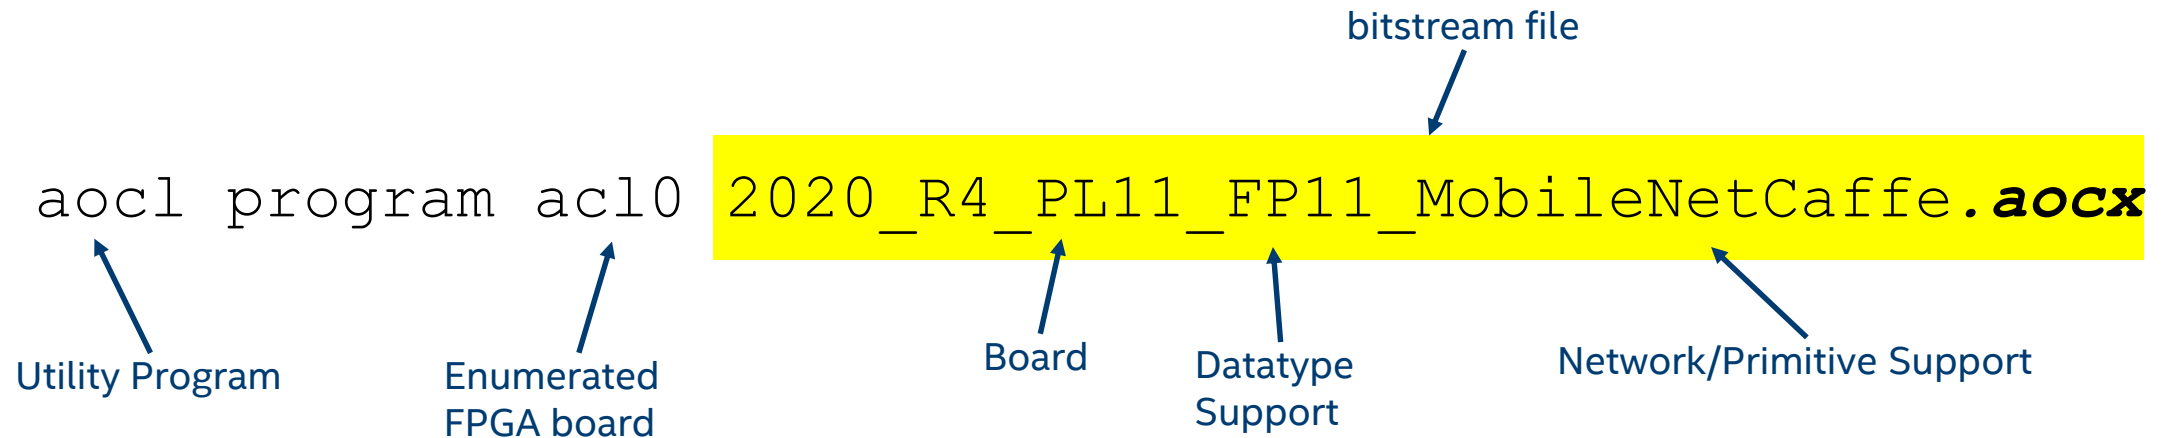 bitstream file
aocl program acl0 2020_R4_PL11_FP11_MobileNetCaffe.aocx
Utility Program
Enumerated
FPGA board
Board
Datatype
Support
Network/Primitive Support